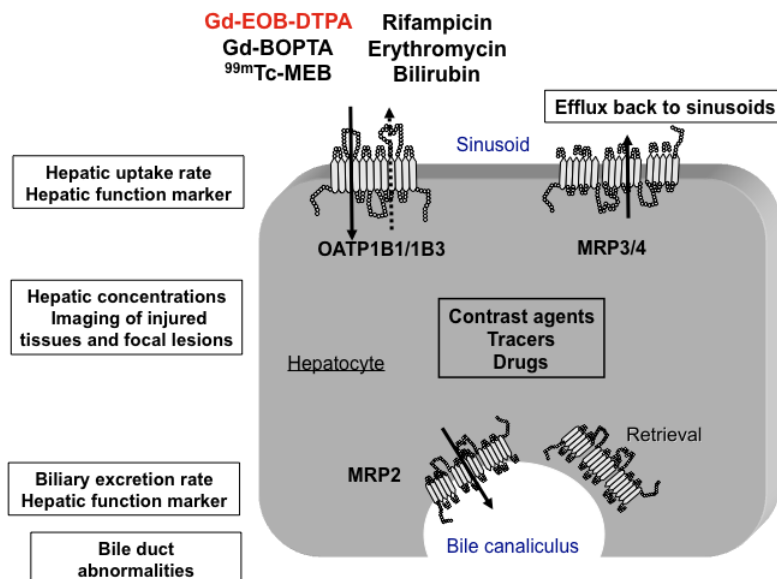 Gd-EOB-DTPA
Gd-BOPTA
99mTc-MEB
Rifampicin
Erythromycin
Bilirubin
Efflux back to sinusoids
Sinusoid
Hepatic uptake rate
Hepatic function marker
OATP1B1/1B3
MRP3/4
Hepatic concentrations
Imaging of injured
tissues and focal lesions
Contrast agents
Tracers
Drugs
Hepatocyte
Retrieval
MRP2
Biliary excretion rate
Hepatic function marker
Bile canaliculus
Bile duct
abnormalities